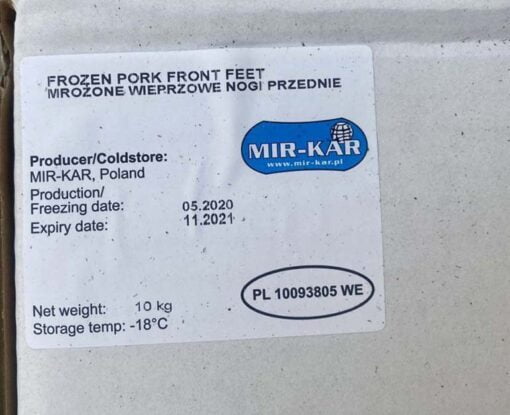 FROZEN PORK FRONT FEET
MROŻONE WIEPRZOWE NOGI PRZEDNIE
Producer/Coldstore:
MIR-KAR, Poland
MIR-KAR
www.mir-kar.pl
Production/
Freezing date: 05.2020
Expiry date: 11.2021
PL 10093805 WE
Net weight: 10 kg
Storage temp: -18°C